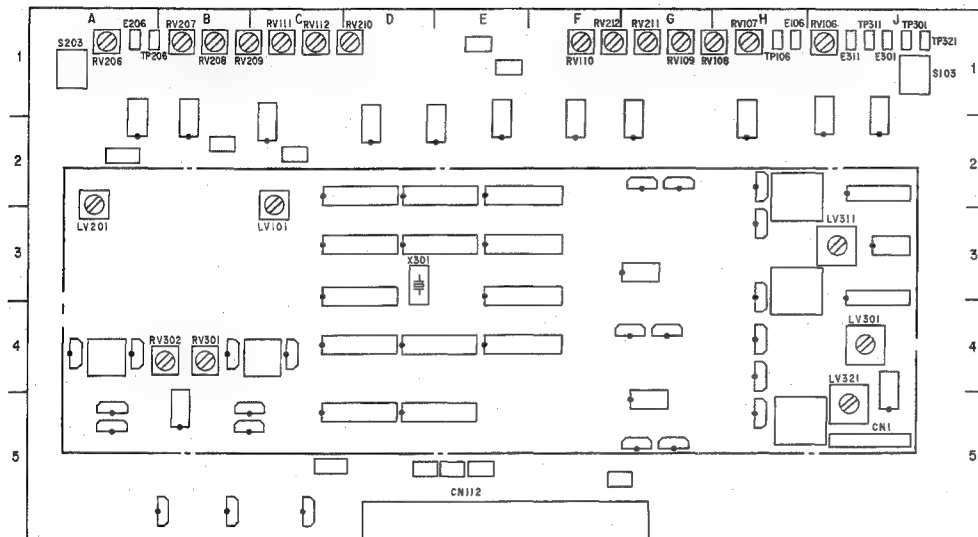 A B C D E F G H J
E206 RV207 RV111 RV112 RV210 RV212 RV211 RV107 E106 RV106 TP311 TP301
S203 RV206 TP206 RV208 RV209 RV110 RV109 RV108 TP106 E311 E301 TP321 S103
1 1
2 2
LV201 LV101 LV311
3 X301 3
LV301
4 RV302 RV301 4
LV321
CN1
5 5
CN112